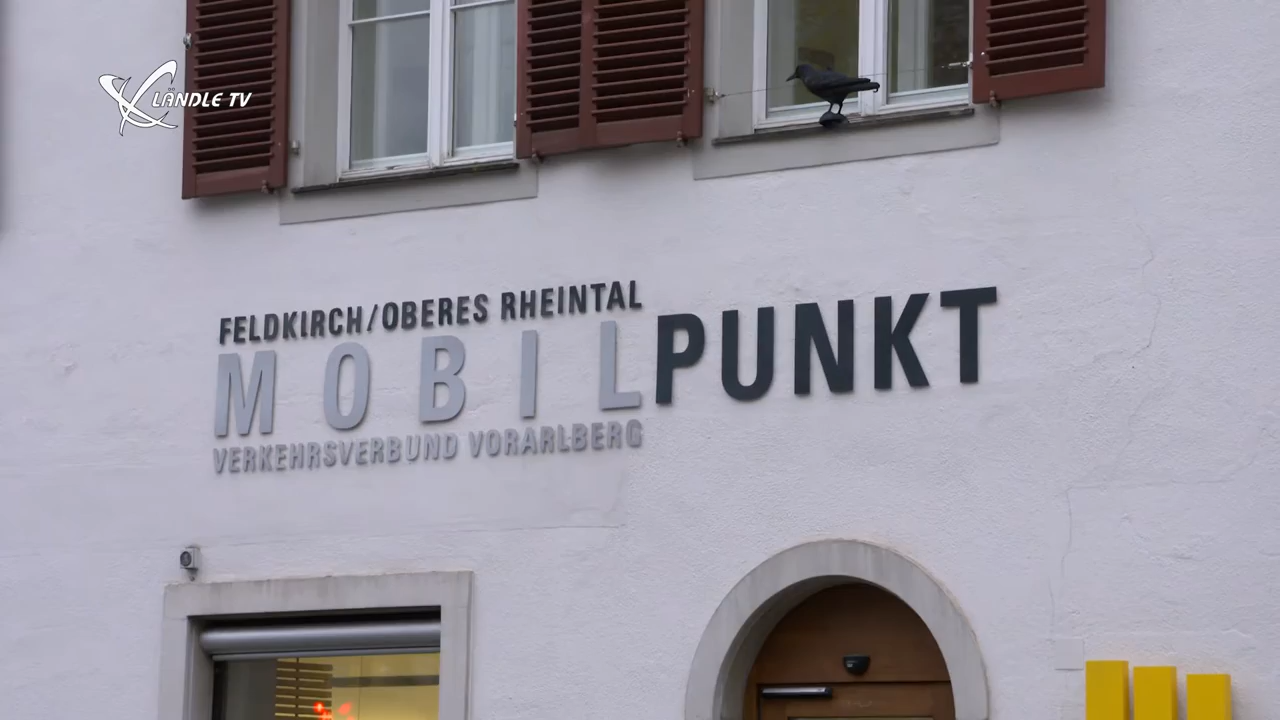 LÄNDLE TV
FELDKIRCH/OBERES RHEINTAL
MOBILPUNKT
VERKEHRSVERBUND VORARLBERG